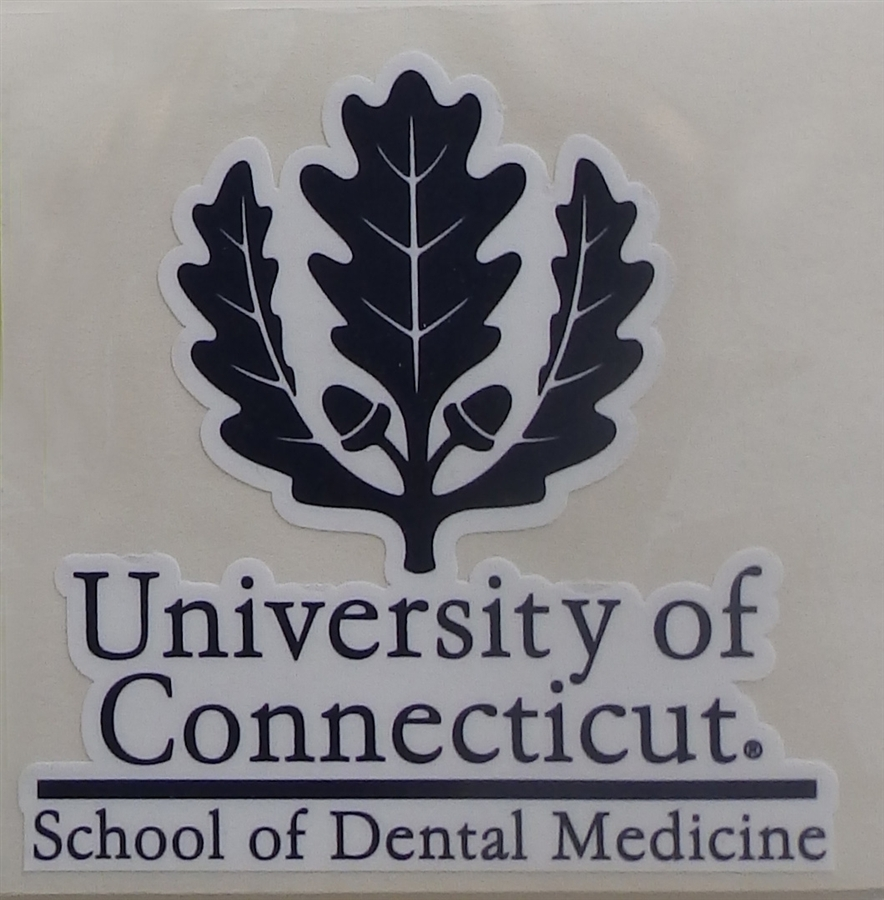 University of
Connecticut®
School of Dental Medicine